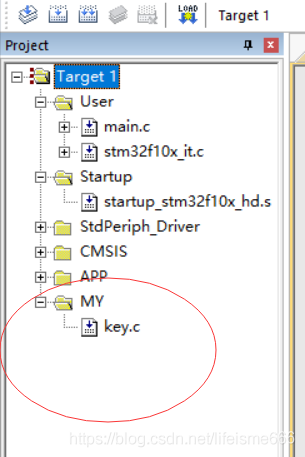 Target 1
Project
Target 1
User
main.c
stm32f10x_it.c
Startup
startup_stm32f10x_hd.s
StdPeriph_Driver
CMSIS
APP
MY
key.c
https://blog.csdn.net/lifeisme666